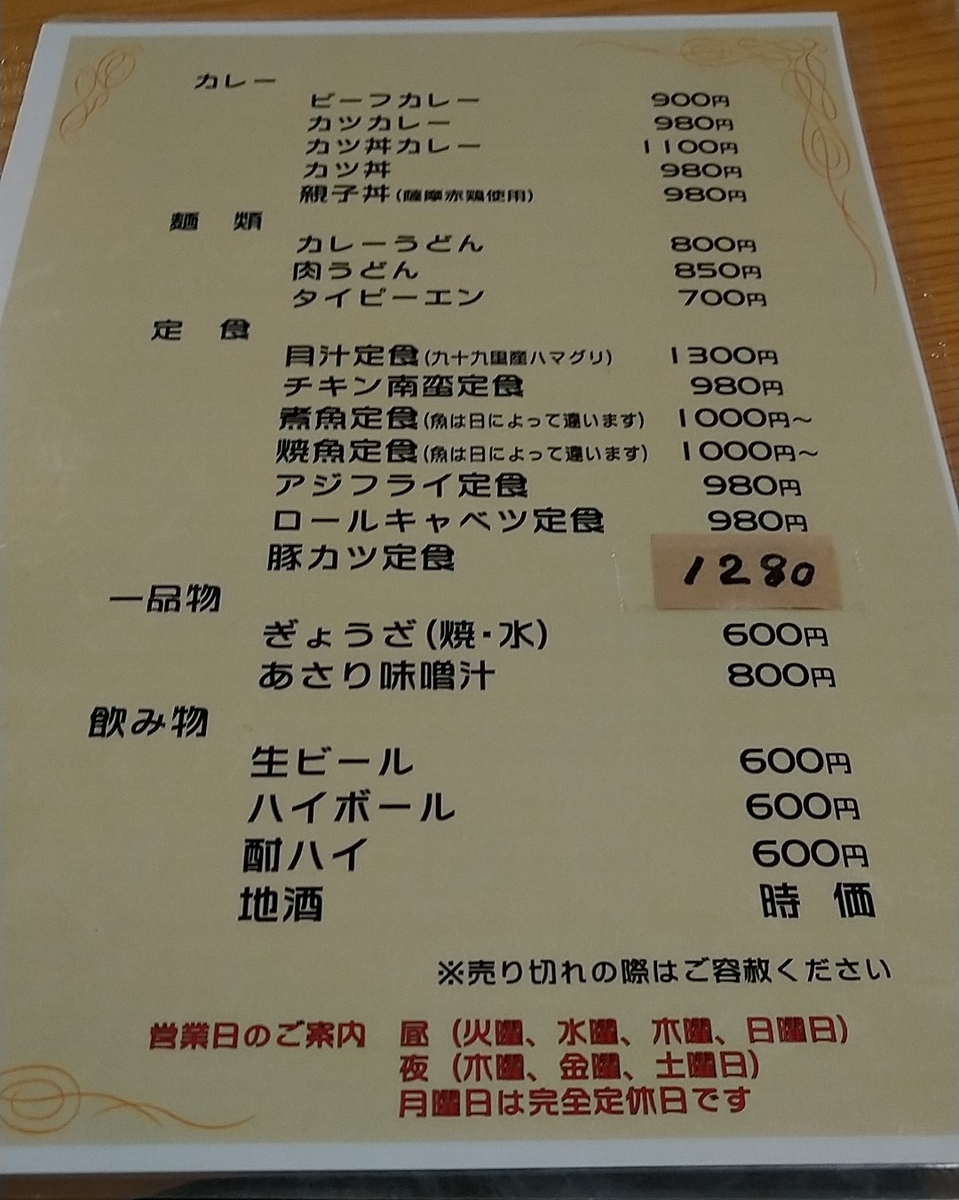 カレー
ビーフカレー 900円
カツカレー 980円
カツ丼カレー 1100円
カツ丼 980円
親子丼(薩摩赤鶏使用) 980円
麺 類
カレーうどん 800円
肉うどん 850円
タイピーエン 700円
定 食
貝汁定食(九十九里産ハマグリ) 1300円
チキン南蛮定食 980円
煮魚定食(魚は日によって違います) 1000円~
焼魚定食(魚は日によって違います) 1000円~
アジフライ定食 980円
ロールキャベツ定食 980円
豚カツ定食 1280
一品物
ぎょうざ(焼・水) 600円
あさり味噌汁 800円
飲み物
生ビール 600円
ハイボール 600円
酎ハイ 600円
地酒 時 価
※売り切れの際はご容赦ください
営業日のご案内 昼 (火曜、水曜、木曜、日曜日)
夜 (木曜、金曜、土曜日)
月曜日は完全定休日です